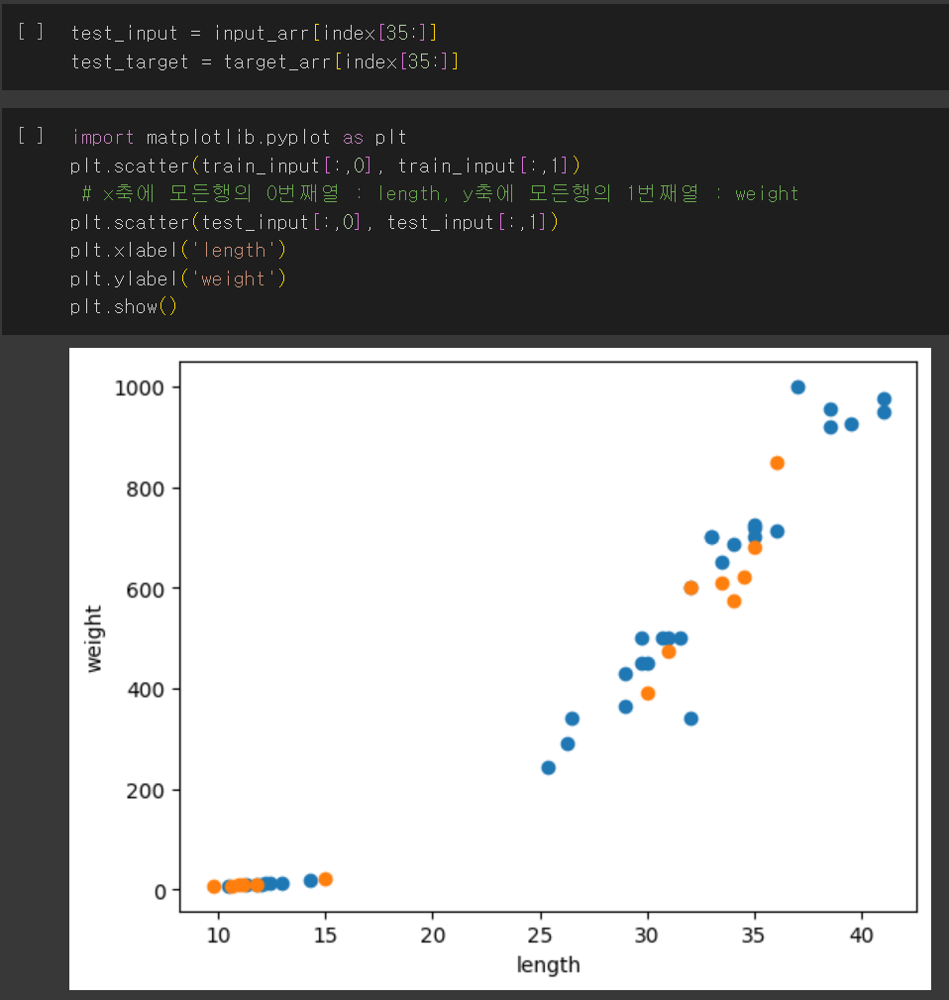 [ ] test_input = input_arr[index[35:]]
test_target = target_arr[index[35:]]
[ ] import matplotlib.pyplot as plt
plt.scatter(train_input[:,0], train_input[:,1])
# x축에 모든행의 0번째열 : length, y축에 모든행의 1번째열 : weight
plt.scatter(test_input[:,0], test_input[:,1])
plt.xlabel('length')
plt.ylabel('weight')
plt.show()
1000
800
600
400
200
0
weight
10 15 20 25 30 35 40
length